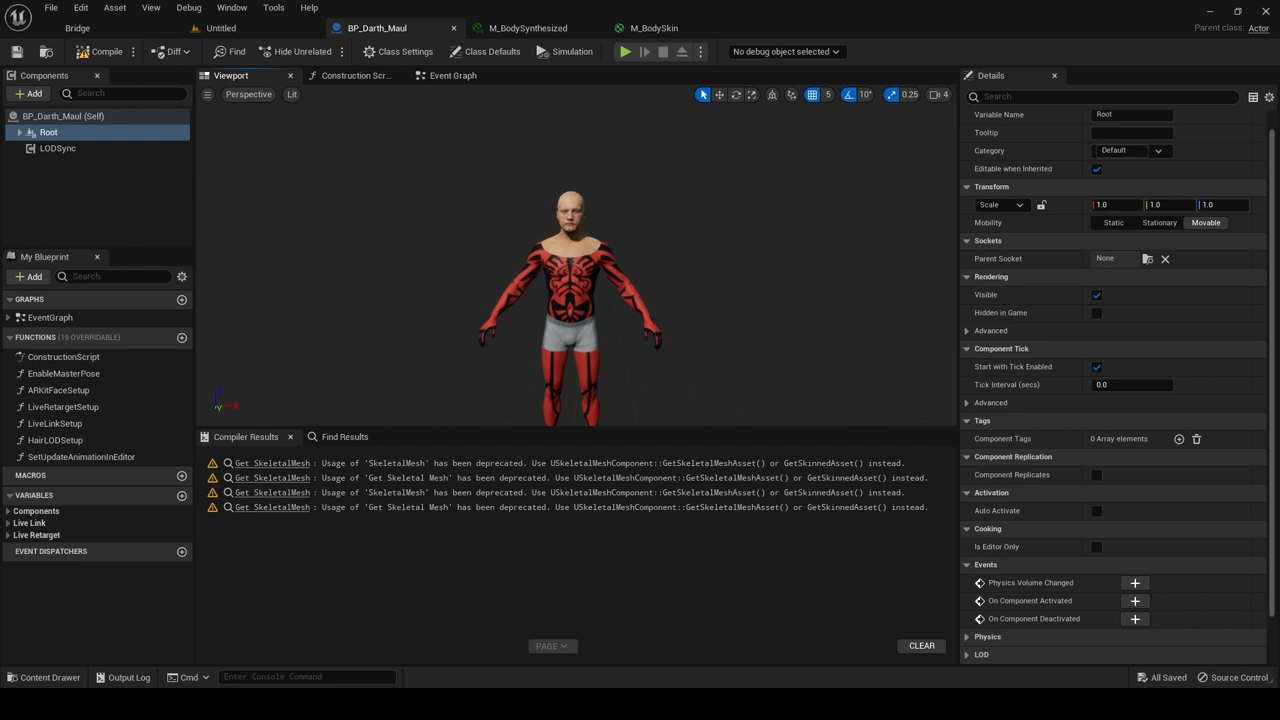 File Edit Asset View Debug Window Tools Help
Bridge Untitled BP_Darth_Maul M_BodySynthesized M_BodySkin Parent class: Actor
Compile Diff Find Hide Unrelated Class Settings Class Defaults Simulation No debug object selected
Components Viewport Construction Scr... Event Graph Details
Add Search Perspective Lit 5 10° 0.25 4 Search
BP_Darth_Maul (Self)
Root
LODSync
My Blueprint
Add Search
GRAPHS
EventGraph
FUNCTIONS (19 OVERRIDABLE)
ConstructionScript
EnableMasterPose
ARKitFaceSetup
LiveRetargetSetup
LiveLinkSetup
HairLODSetup
SetUpdateAnimationInEditor
MACROS
VARIABLES
Components
Live Link
Live Retarget
EVENT DISPATCHERS
Compiler Results Find Results
Get SkeletalMesh : Usage of 'SkeletalMesh' has been deprecated. Use USkeletalMeshComponent::GetSkeletalMeshAsset() or GetSkinnedAsset() instead.
Get SkeletalMesh : Usage of 'Get Skeletal Mesh' has been deprecated. Use USkeletalMeshComponent::GetSkeletalMeshAsset() or GetSkinnedAsset() instead.
Get SkeletalMesh : Usage of 'SkeletalMesh' has been deprecated. Use USkeletalMeshComponent::GetSkeletalMeshAsset() or GetSkinnedAsset() instead.
Get SkeletalMesh : Usage of 'Get Skeletal Mesh' has been deprecated. Use USkeletalMeshComponent::GetSkeletalMeshAsset() or GetSkinnedAsset() instead.
PAGE CLEAR
Variable Name Root
Tooltip
Category Default
Editable when Inherited
Transform
Scale 1.0 1.0 1.0
Mobility Static Stationary Movable
Sockets
Parent Socket None
Rendering
Visible
Hidden in Game
Advanced
Component Tick
Start with Tick Enabled
Tick Interval (secs) 0.0
Advanced
Tags
Component Tags 0 Array elements
Component Replication
Component Replicates
Activation
Auto Activate
Cooking
Is Editor Only
Events
Physics Volume Changed
On Component Activated
On Component Deactivated
Physics
LOD
Content Drawer Output Log Cmd Enter Console Command All Saved Source Control